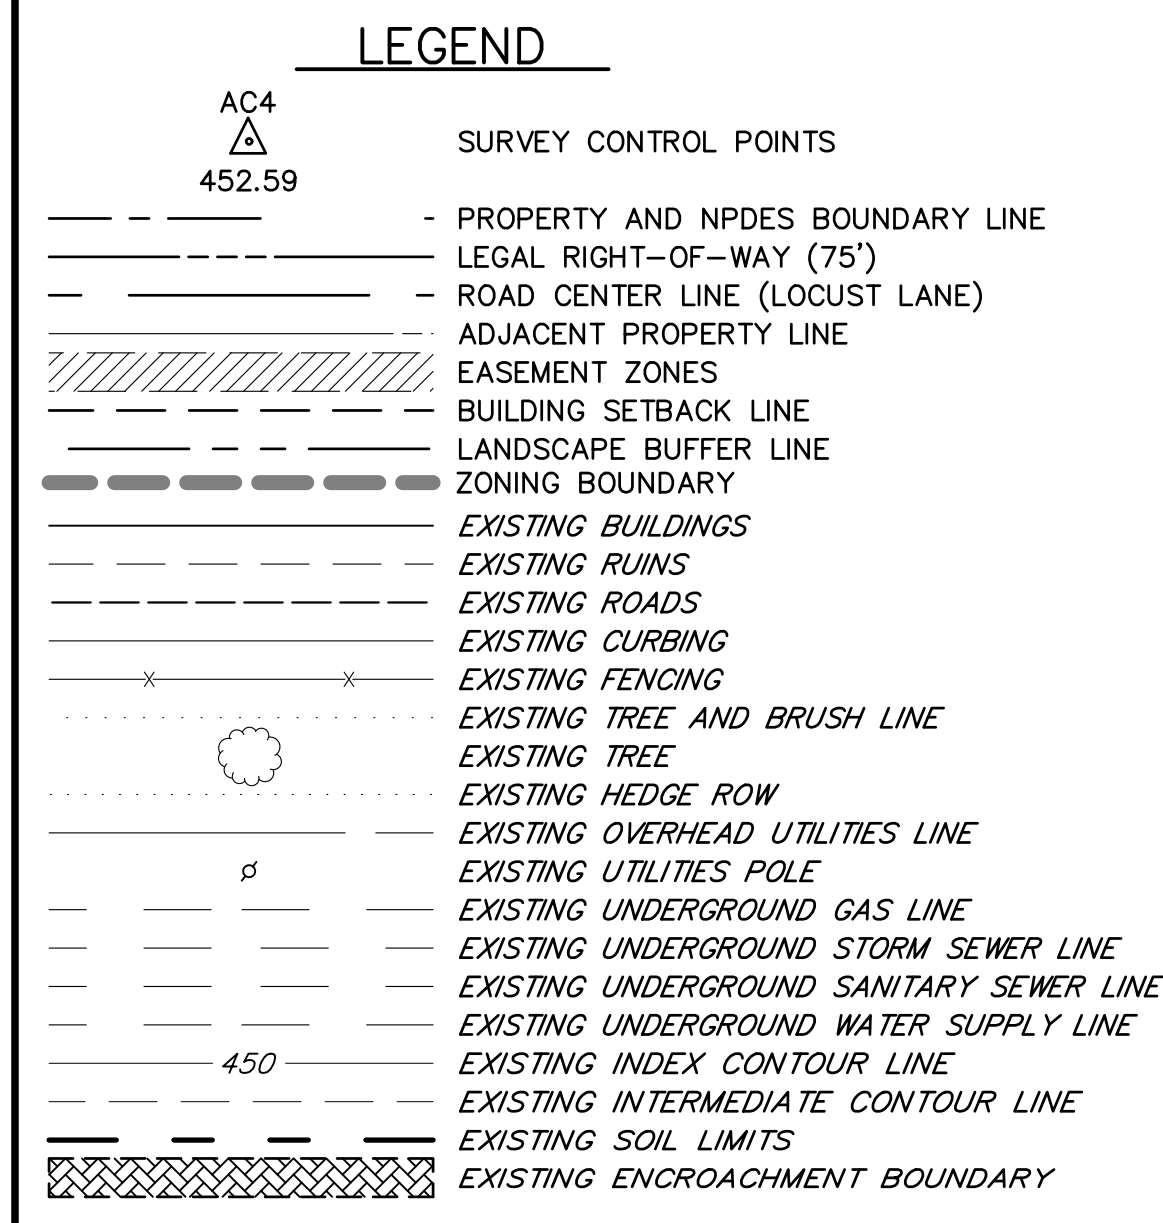 LEGEND
AC4
SURVEY CONTROL POINTS
452.59
PROPERTY AND NPDES BOUNDARY LINE
LEGAL RIGHT-OF-WAY (75')
ROAD CENTER LINE (LOCUST LANE)
ADJACENT PROPERTY LINE
EASEMENT ZONES
BUILDING SETBACK LINE
LANDSCAPE BUFFER LINE
ZONING BOUNDARY
EXISTING BUILDINGS
EXISTING RUINS
EXISTING ROADS
EXISTING CURBING
EXISTING FENCING
EXISTING TREE AND BRUSH LINE
EXISTING TREE
EXISTING HEDGE ROW
EXISTING OVERHEAD UTILITIES LINE
EXISTING UTILITIES POLE
EXISTING UNDERGROUND GAS LINE
EXISTING UNDERGROUND STORM SEWER LINE
EXISTING UNDERGROUND SANITARY SEWER LINE
EXISTING UNDERGROUND WATER SUPPLY LINE
450 EXISTING INDEX CONTOUR LINE
EXISTING INTERMEDIATE CONTOUR LINE
EXISTING SOIL LIMITS
EXISTING ENCROACHMENT BOUNDARY